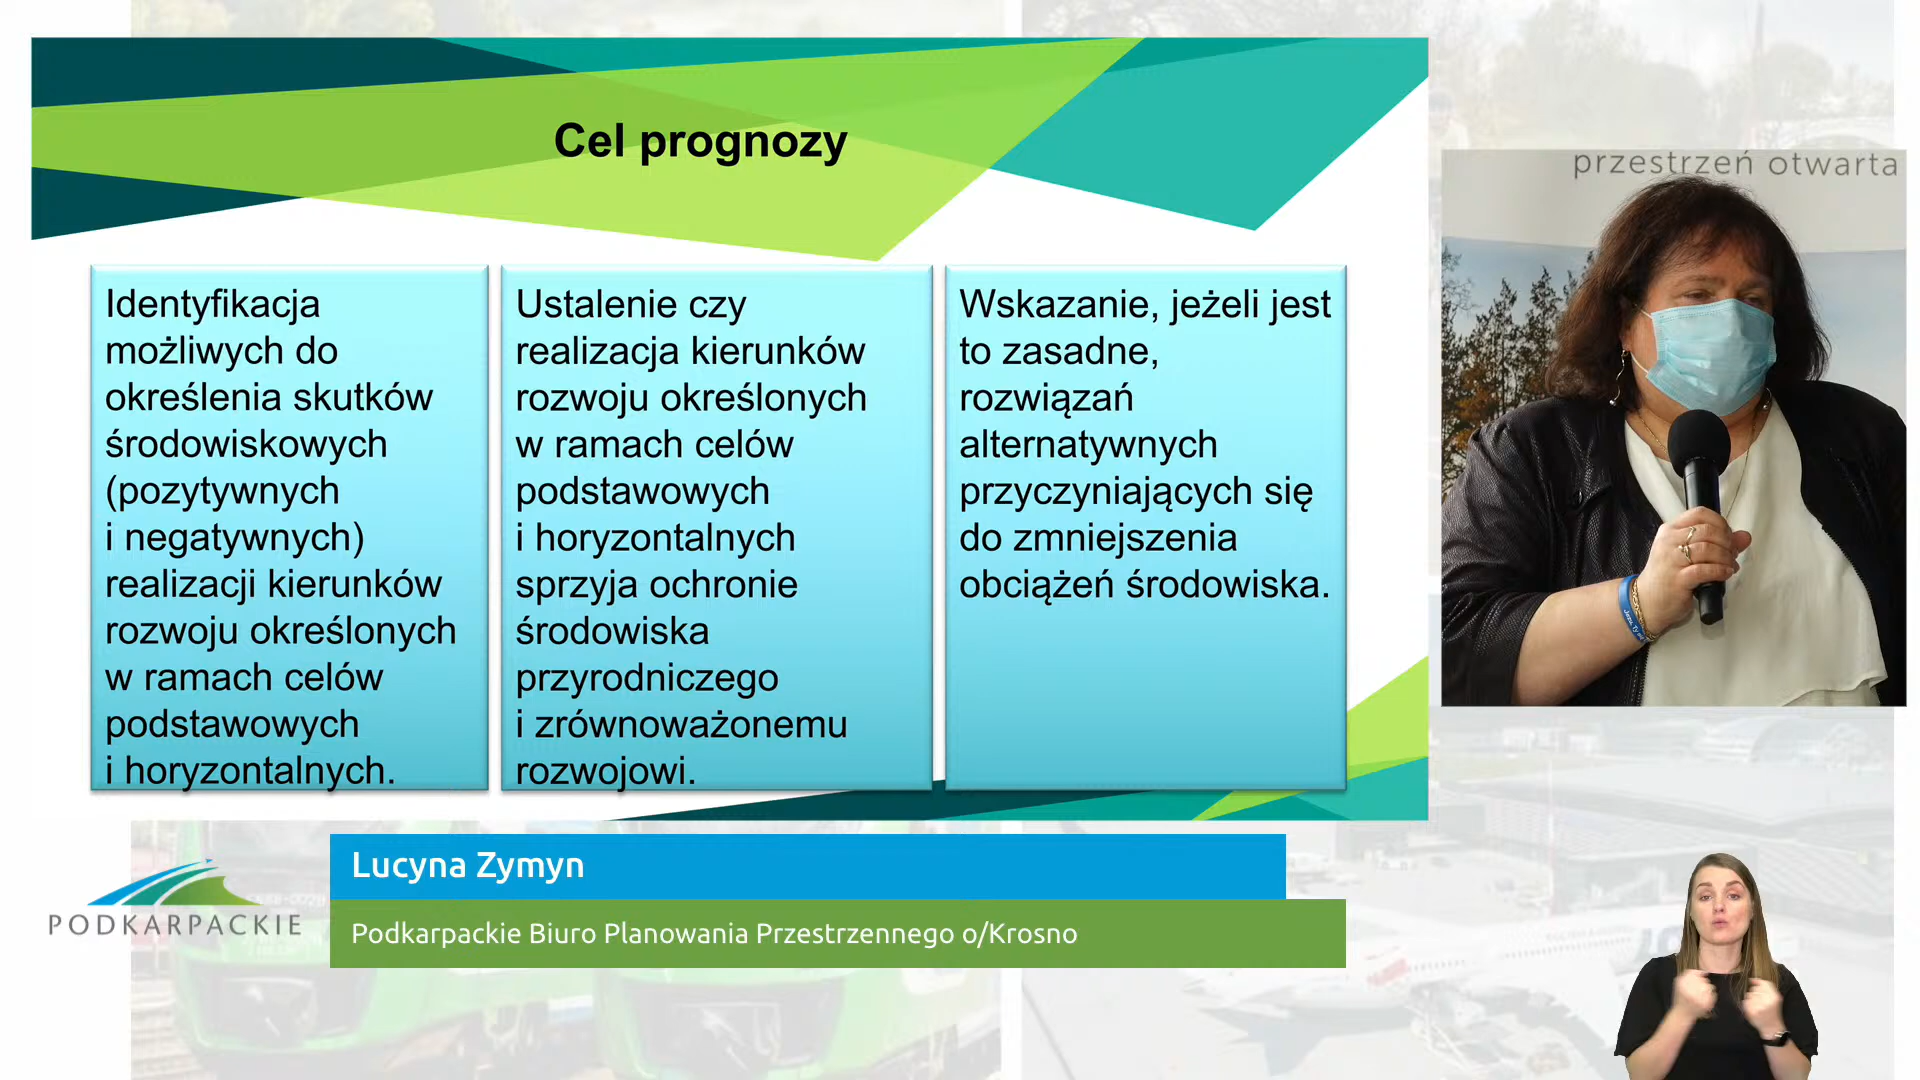 Cel prognozy
Identyfikacja
możliwych do
określenia skutków
środowiskowych
(pozytywnych
i negatywnych)
realizacji kierunków
rozwoju określonych
w ramach celów
podstawowych
i horyzontalnych.
Ustalenie czy
realizacja kierunków
rozwoju określonych
w ramach celów
podstawowych
i horyzontalnych
sprzyja ochronie
środowiska
przyrodniczego
i zrównoważonemu
rozwojowi.
Wskazanie, jeżeli jest
to zasadne,
rozwiązań
alternatywnych
przyczyniających się
do zmniejszenia
obciążeń środowiska.
przestrzeń otwarta
Lucyna Zymyn
Podkarpackie Biuro Planowania Przestrzennego o/Krosno
PODKARPACKIE